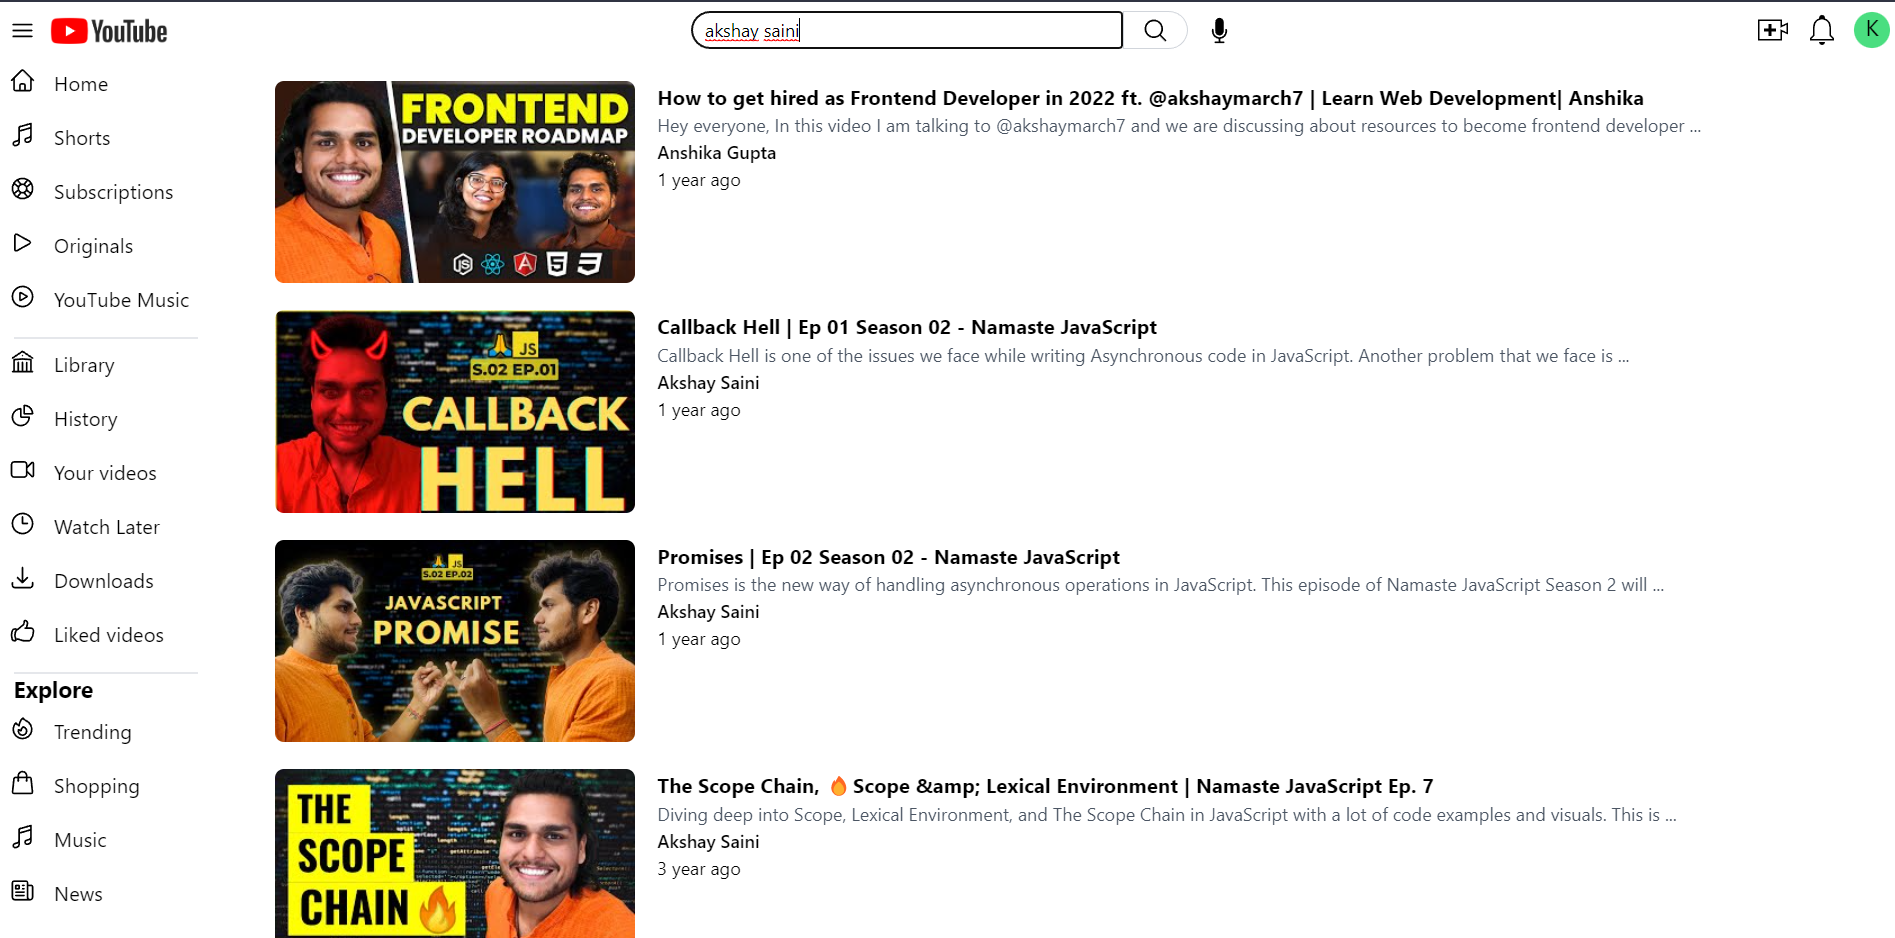 YouTube
akshay saini
K
Home
Shorts
Subscriptions
Originals
YouTube Music
Library
History
Your videos
Watch Later
Downloads
Liked videos
Explore
Trending
Shopping
Music
News
FRONTEND
DEVELOPER ROADMAP
How to get hired as Frontend Developer in 2022 ft. @akshaymarch7 | Learn Web Development| Anshika
Hey everyone, In this video I am talking to @akshaymarch7 and we are discussing about resources to become frontend developer ...
Anshika Gupta
1 year ago
JS
S.02 EP.01
CALLBACK
HELL
Callback Hell | Ep 01 Season 02 - Namaste JavaScript
Callback Hell is one of the issues we face while writing Asynchronous code in JavaScript. Another problem that we face is ...
Akshay Saini
1 year ago
JS
S.02 EP.02
JAVASCRIPT
PROMISE
Promises | Ep 02 Season 02 - Namaste JavaScript
Promises is the new way of handling asynchronous operations in JavaScript. This episode of Namaste JavaScript Season 2 will ...
Akshay Saini
1 year ago
THE
SCOPE
CHAIN🔥
The Scope Chain, 🔥 Scope &amp; Lexical Environment | Namaste JavaScript Ep. 7
Diving deep into Scope, Lexical Environment, and The Scope Chain in JavaScript with a lot of code examples and visuals. This is ...
Akshay Saini
3 year ago